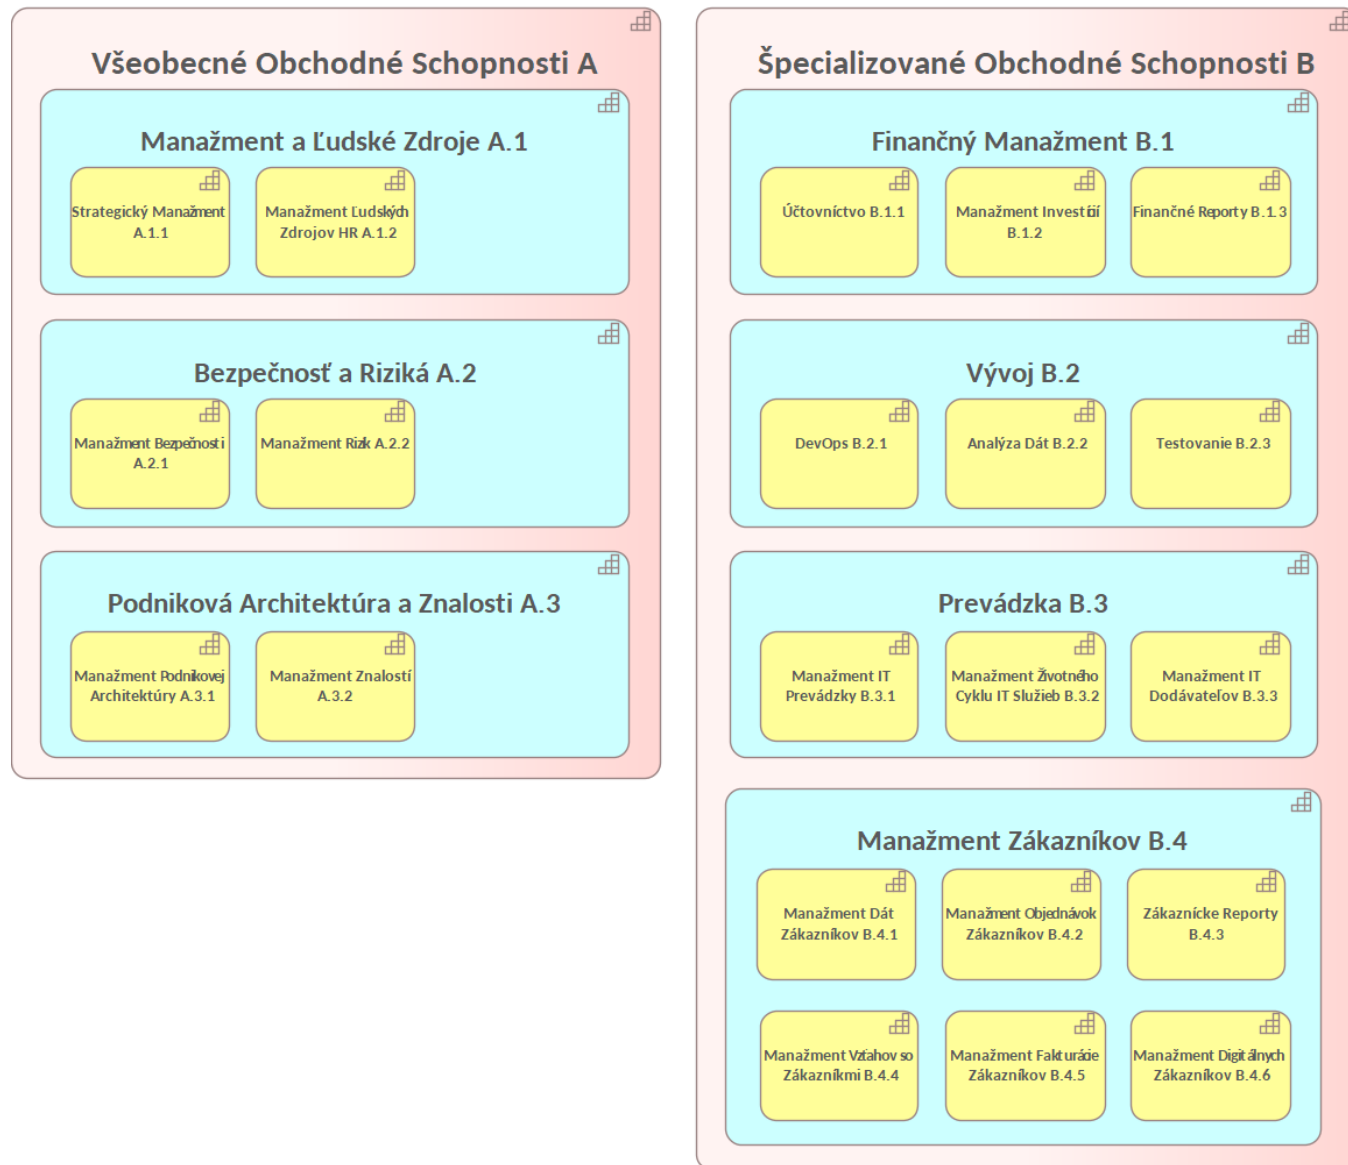 Všeobecné Obchodné Schopnosti A
Manažment a Ľudské Zdroje A.1
Strategický Manažment
A.1.1
Manažment Ľudských
Zdrojov HR A.1.2
Bezpečnosť a Riziká A.2
Manažment Bezpečnosti
A.2.1
Manažment Rizk A.2.2
Podniková Architektúra a Znalosti A.3
Manažment Podnikovej
Architektúry A.3.1
Manažment Znalostí
A.3.2
Špecializované Obchodné Schopnosti B
Finančný Manažment B.1
Účtovníctvo B.1.1
Manažment Investícií
B.1.2
Finančné Reporty B.1.3
Vývoj B.2
DevOps B.2.1
Analýza Dát B.2.2
Testovanie B.2.3
Prevádzka B.3
Manažment IT
Prevádzky B.3.1
Manažment Životného
Cyklu IT Služieb B.3.2
Manažment IT
Dodávateľov B.3.3
Manažment Zákazníkov B.4
Manažment Dát
Zákazníkov B.4.1
Manažment Objednávok
Zákazníkov B.4.2
Zákaznícke Reporty
B.4.3
Manažment Vzťahov so
Zákazníkmi B.4.4
Manažment Fakturácie
Zákazníkov B.4.5
Manažment Digitálnych
Zákazníkov B.4.6